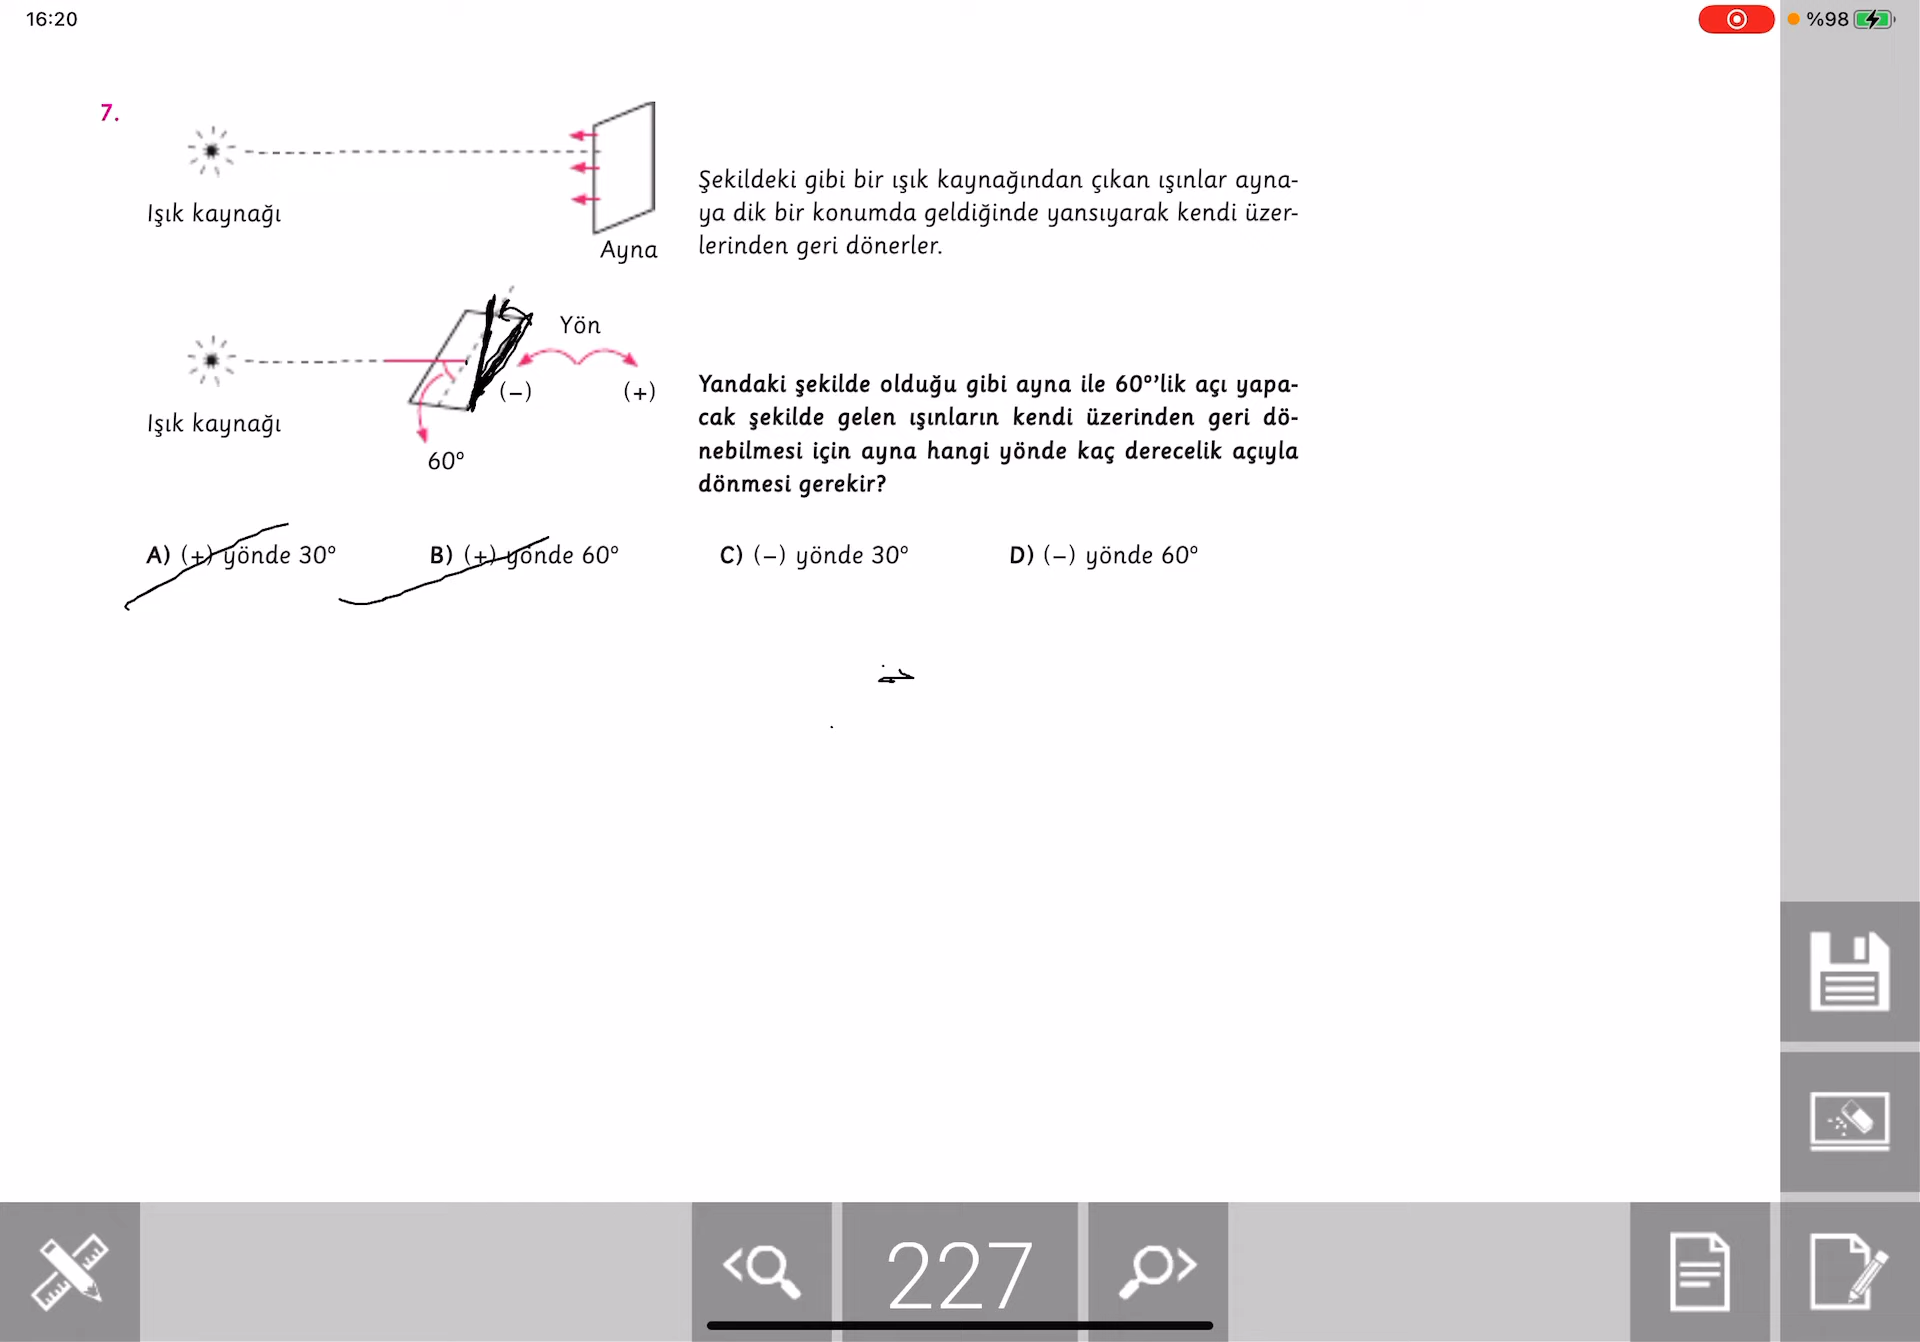 16:20
%98
7.
Işık kaynağı
Ayna
Şekildeki gibi bir ışık kaynağından çıkan ışınlar ayna-
ya dik bir konumda geldiğinde yansıyarak kendi üzer-
lerinden geri dönerler.
Yön
(−)
(+)
Işık kaynağı
60°
Yandaki şekilde olduğu gibi ayna ile 60°’lik açı yapa-
cak şekilde gelen ışınların kendi üzerinden geri dö-
nebilmesi için ayna hangi yönde kaç derecelik açıyla
dönmesi gerekir?
A) (+) yönde 30°
B) (+) yönde 60°
C) (−) yönde 30°
D) (−) yönde 60°
227